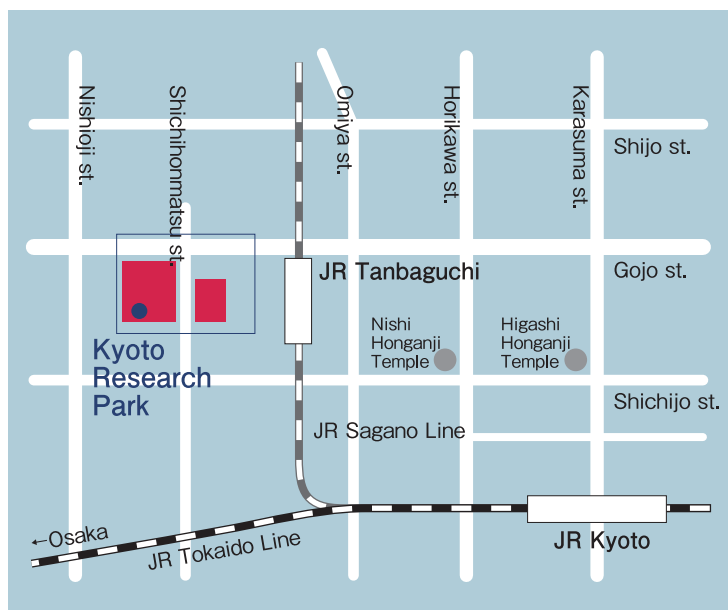 Nishioji st.
Shichihonmatsu st.
Omiya st.
Horikawa st.
Karasuma st.
Shijo st.
JR Tanbaguchi
Gojo st.
Nishi
Honganji
Temple
Higashi
Honganji
Temple
Kyoto
Research
Park
Shichijo st.
JR Sagano Line
←Osaka
JR Tokaido Line
JR Kyoto